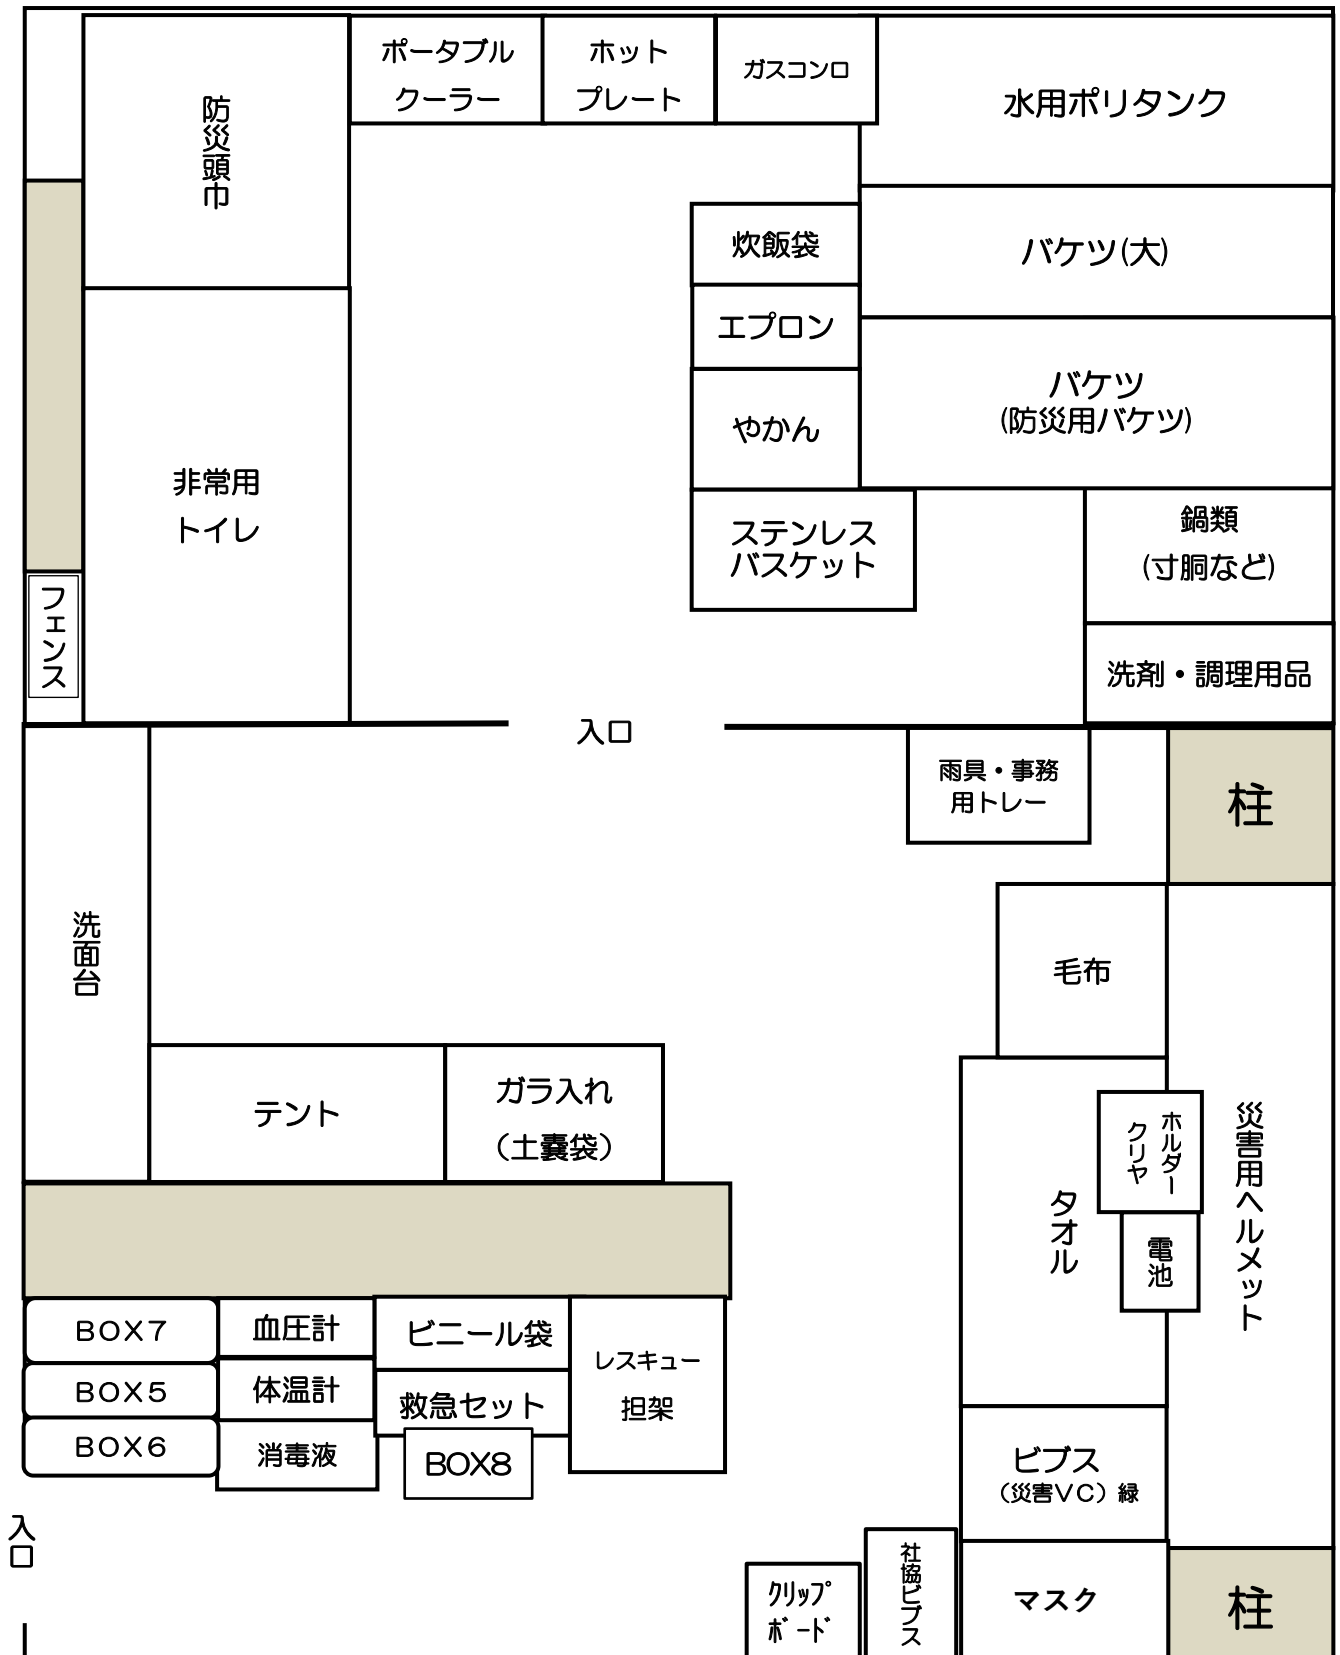 防災頭巾
ポータブル
クーラー
ホット
プレート
ガスコンロ
水用ポリタンク
炊飯袋
バケツ(大)
エプロン
バケツ
(防災用バケツ)
やかん
非常用
トイレ
ステンレス
バスケット
鍋類
(寸胴など)
フェンス
洗剤・調理用品
入口
雨具・事務
用トレー
柱
洗面台
毛布
テント
ガラ入れ
（土嚢袋）
タオル
ホルダー
クリヤ
電池
災害用ヘルメット
BOX7
血圧計
ビニール袋
レスキュー
担架
BOX5
体温計
救急セット
BOX6
消毒液
BOX8
ビブス
（災害VC）緑
入口
クリップ
ボード
社協ビブス
マスク
柱